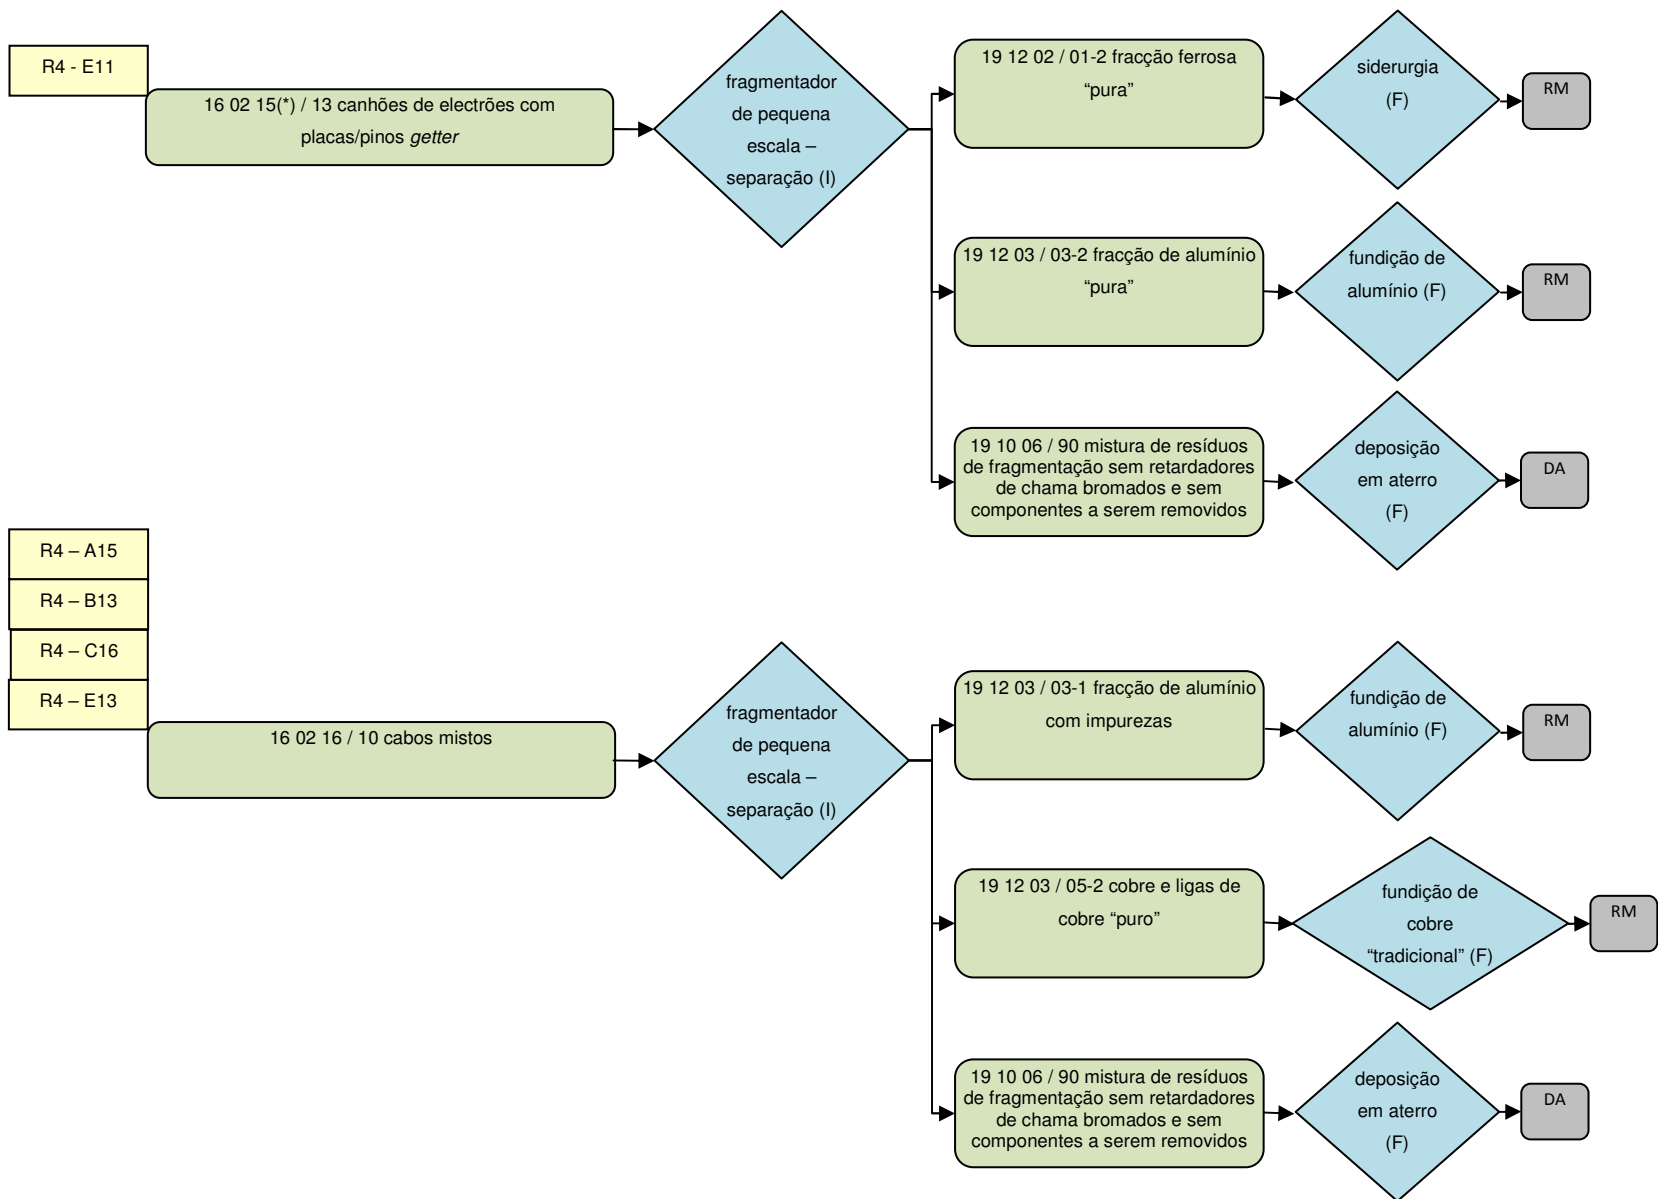 R4 - E11
16 02 15(*) / 13 canhões de electrões com
placas/pinos getter
fragmentador
de pequena
escala –
separação (I)
19 12 02 / 01-2 fracção ferrosa
“pura”
siderurgia
(F)
RM
19 12 03 / 03-2 fracção de alumínio
“pura”
fundição de
alumínio (F)
RM
19 10 06 / 90 mistura de resíduos
de fragmentação sem retardadores
de chama bromados e sem
componentes a serem removidos
deposição
em aterro
(F)
DA
R4 – A15
R4 – B13
R4 – C16
R4 – E13
16 02 16 / 10 cabos mistos
fragmentador
de pequena
escala –
separação (I)
19 12 03 / 03-1 fracção de alumínio
com impurezas
fundição de
alumínio (F)
RM
19 12 03 / 05-2 cobre e ligas de
cobre “puro”
fundição de
cobre
“tradicional” (F)
RM
19 10 06 / 90 mistura de resíduos
de fragmentação sem retardadores
de chama bromados e sem
componentes a serem removidos
deposição
em aterro
(F)
DA